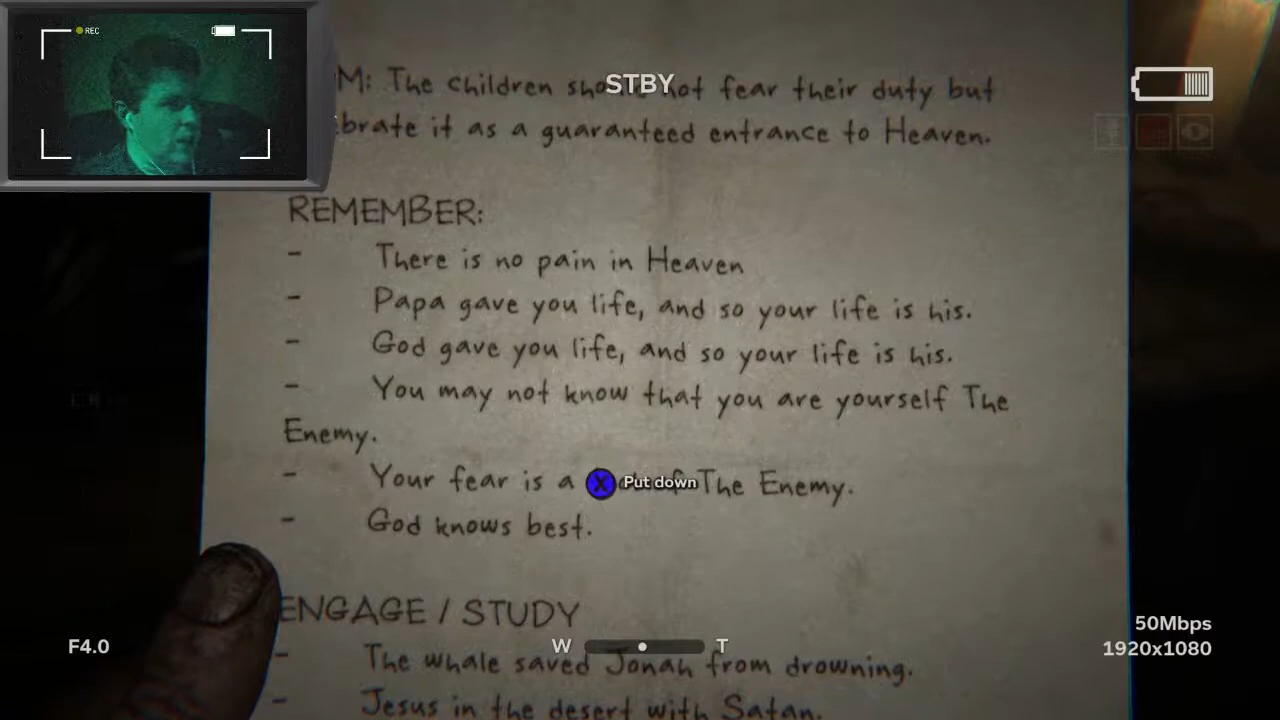 REC
STBY
M: The children should not fear their duty but
ebrate it as a guaranteed entrance to Heaven.
REMEMBER:
- There is no pain in Heaven
- Papa gave you life, and so your life is his.
- God gave you life, and so your life is his.
- You may not know that you are yourself The
Enemy.
- Your fear is a The Enemy.
X Put down
- God knows best.
ENGAGE / STUDY
F4.0
W T
50Mbps
1920x1080
- The whale saved Jonah from drowning.
- Jesus in the desert with Satan.